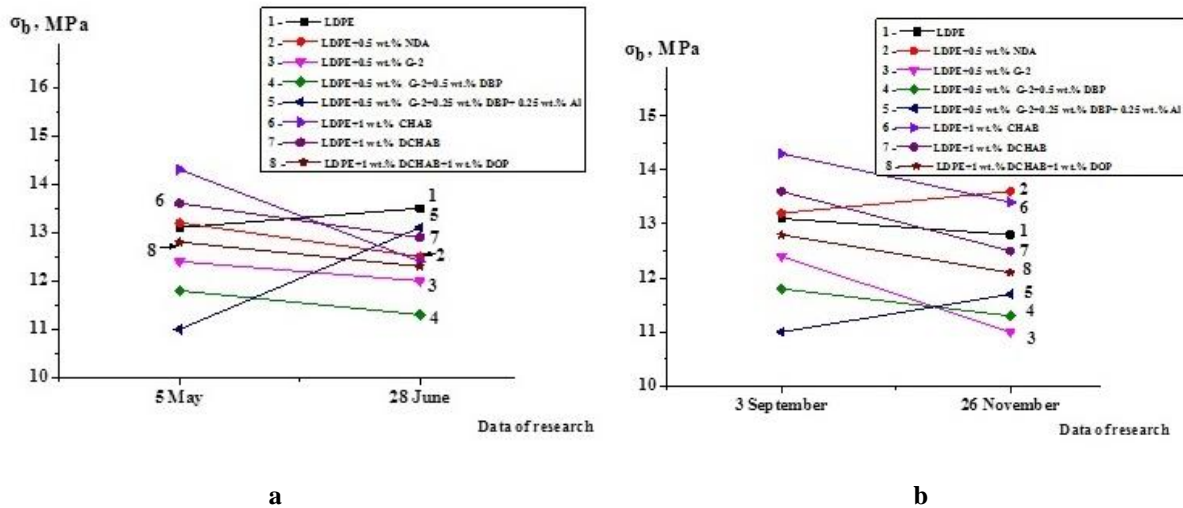 σb, MPa
1 - LDPE
2 - LDPE+0.5 wt.% NDA
3 - LDPE+0.5 wt.% G-2
4 - LDPE+0.5 wt.% G-2+0.5 wt.% DBP
5 - LDPE+0.5 wt.% G-2+0.25 wt.% DBP+ 0.25 wt.% Al
6 - LDPE+1 wt.% CHAB
7 - LDPE+1 wt.% DCHAB
8 - LDPE+1 wt.% DCHAB+1 wt.% DOP
16
15
14
13
12
11
10
6
8
1
5
7
2
3
4
5 May
28 June
Data of research
a
σb, MPa
1 - LDPE
2 - LDPE+0.5 wt.% NDA
3 - LDPE+0.5 wt.% G-2
4 - LDPE+0.5 wt.% G-2+0.5 wt.% DBP
5 - LDPE+0.5 wt.% G-2+0.25 wt.% DBP+ 0.25 wt.% Al
6 - LDPE+1 wt.% CHAB
7 - LDPE+1 wt.% DCHAB
8 - LDPE+1 wt.% DCHAB+1 wt.% DOP
15
14
13
12
11
10
2
6
1
7
8
5
4
3
3 September
26 November
Data of research
b